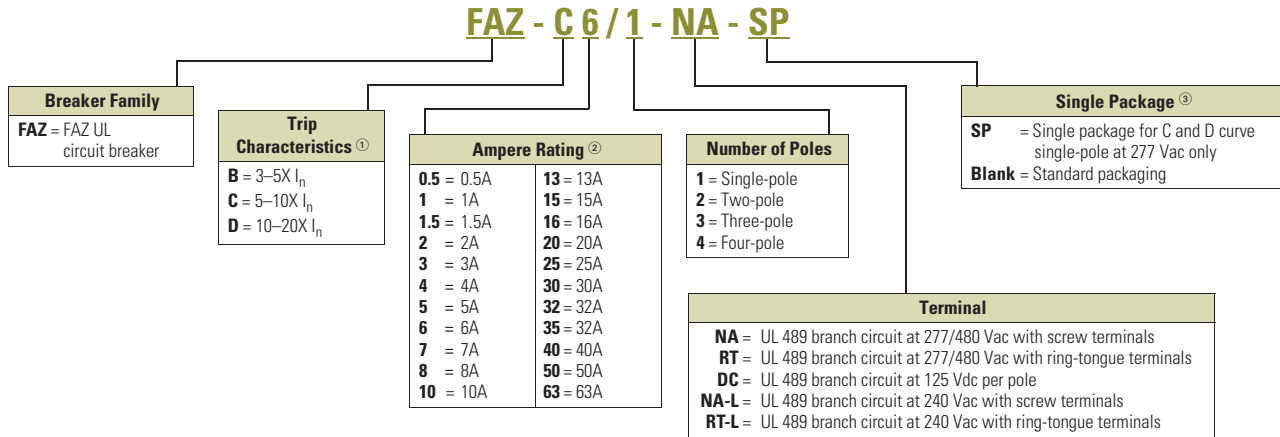 FAZ - C 6 / 1 - NA - SP
Breaker Family
FAZ = FAZ UL
circuit breaker
Trip
Characteristics ①
B = 3–5X In
C = 5–10X In
D = 10–20X In
Ampere Rating ②
0.5 = 0.5A
1 = 1A
1.5 = 1.5A
2 = 2A
3 = 3A
4 = 4A
5 = 5A
6 = 6A
7 = 7A
8 = 8A
10 = 10A
13 = 13A
15 = 15A
16 = 16A
20 = 20A
25 = 25A
30 = 30A
32 = 32A
35 = 32A
40 = 40A
50 = 50A
63 = 63A
Number of Poles
1 = Single-pole
2 = Two-pole
3 = Three-pole
4 = Four-pole
Single Package ③
SP = Single package for C and D curve
single-pole at 277 Vac only
Blank = Standard packaging
Terminal
NA = UL 489 branch circuit at 277/480 Vac with screw terminals
RT = UL 489 branch circuit at 277/480 Vac with ring-tongue terminals
DC = UL 489 branch circuit at 125 Vdc per pole
NA-L = UL 489 branch circuit at 240 Vac with screw terminals
RT-L = UL 489 branch circuit at 240 Vac with ring-tongue terminals